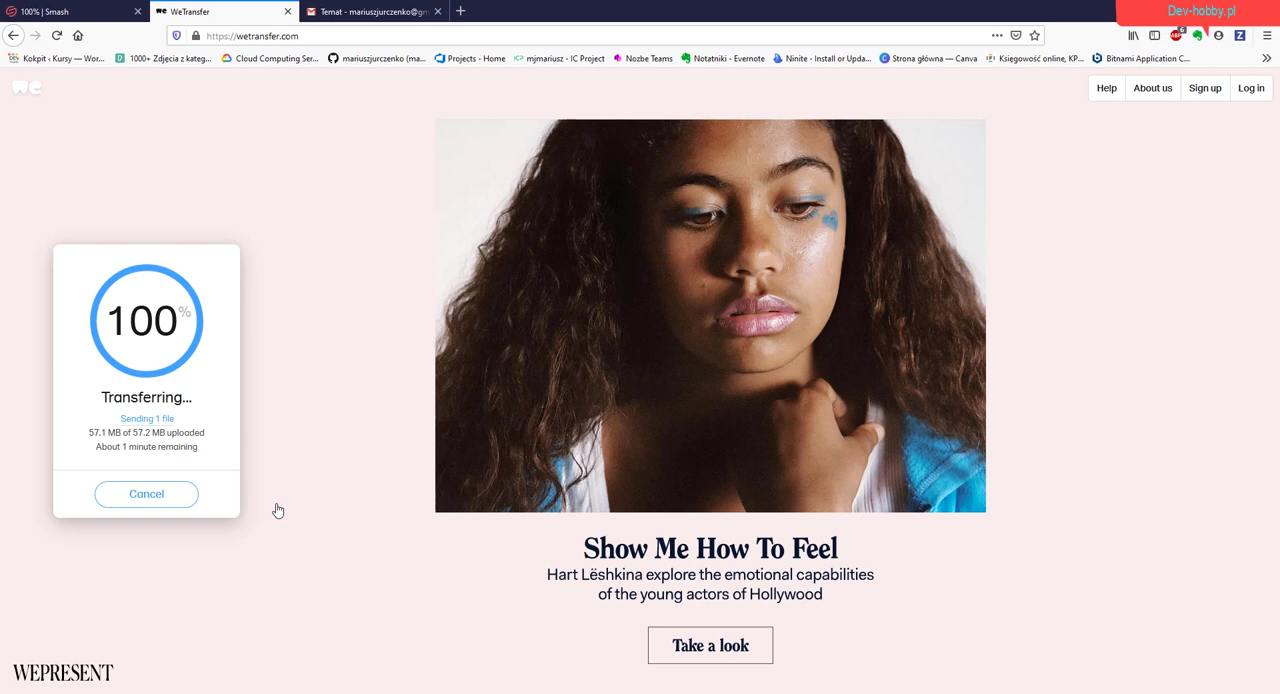 100% | Smash
WeTransfer
Temat - mariuszjurczenko@gm
Dev-hobby.pl
https://wetransfer.com
Kokpit ‹ Kursy — Wor...
1000+ Zdjęcia z kateg...
Cloud Computing Ser...
mariuszjurczenko (ma...
Projects - Home
mjmariusz - IC Project
Nozbe Teams
Notatniki - Evernote
Ninite - Install or Upda...
Strona główna — Canva
Księgowość online, KP...
Bitnami Application C...
we
Help
About us
Sign up
Log in
100%
Transferring...
Sending 1 file
57.1 MB of 57.2 MB uploaded
About 1 minute remaining
Cancel
Show Me How To Feel
Hart Lëshkina explore the emotional capabilities
of the young actors of Hollywood
Take a look
WEPRESENT